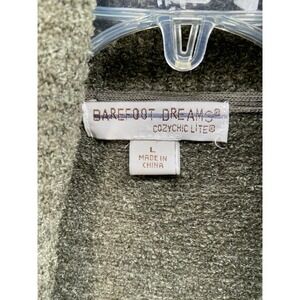 BAREFOOT DREAMS®
COZYCHIC LITE®
L
MADE IN
CHINA